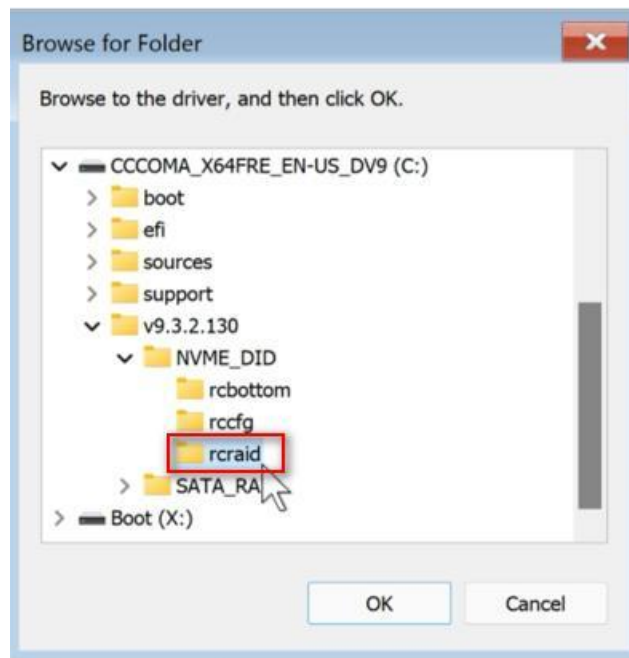 Browse for Folder
Browse to the driver, and then click OK.
CCCOMA_X64FRE_EN-US_DV9 (C:)
boot
efi
sources
support
v9.3.2.130
NVME_DID
rcbottom
rccfg
rcraid
SATA_RA
Boot (X:)
OK
Cancel